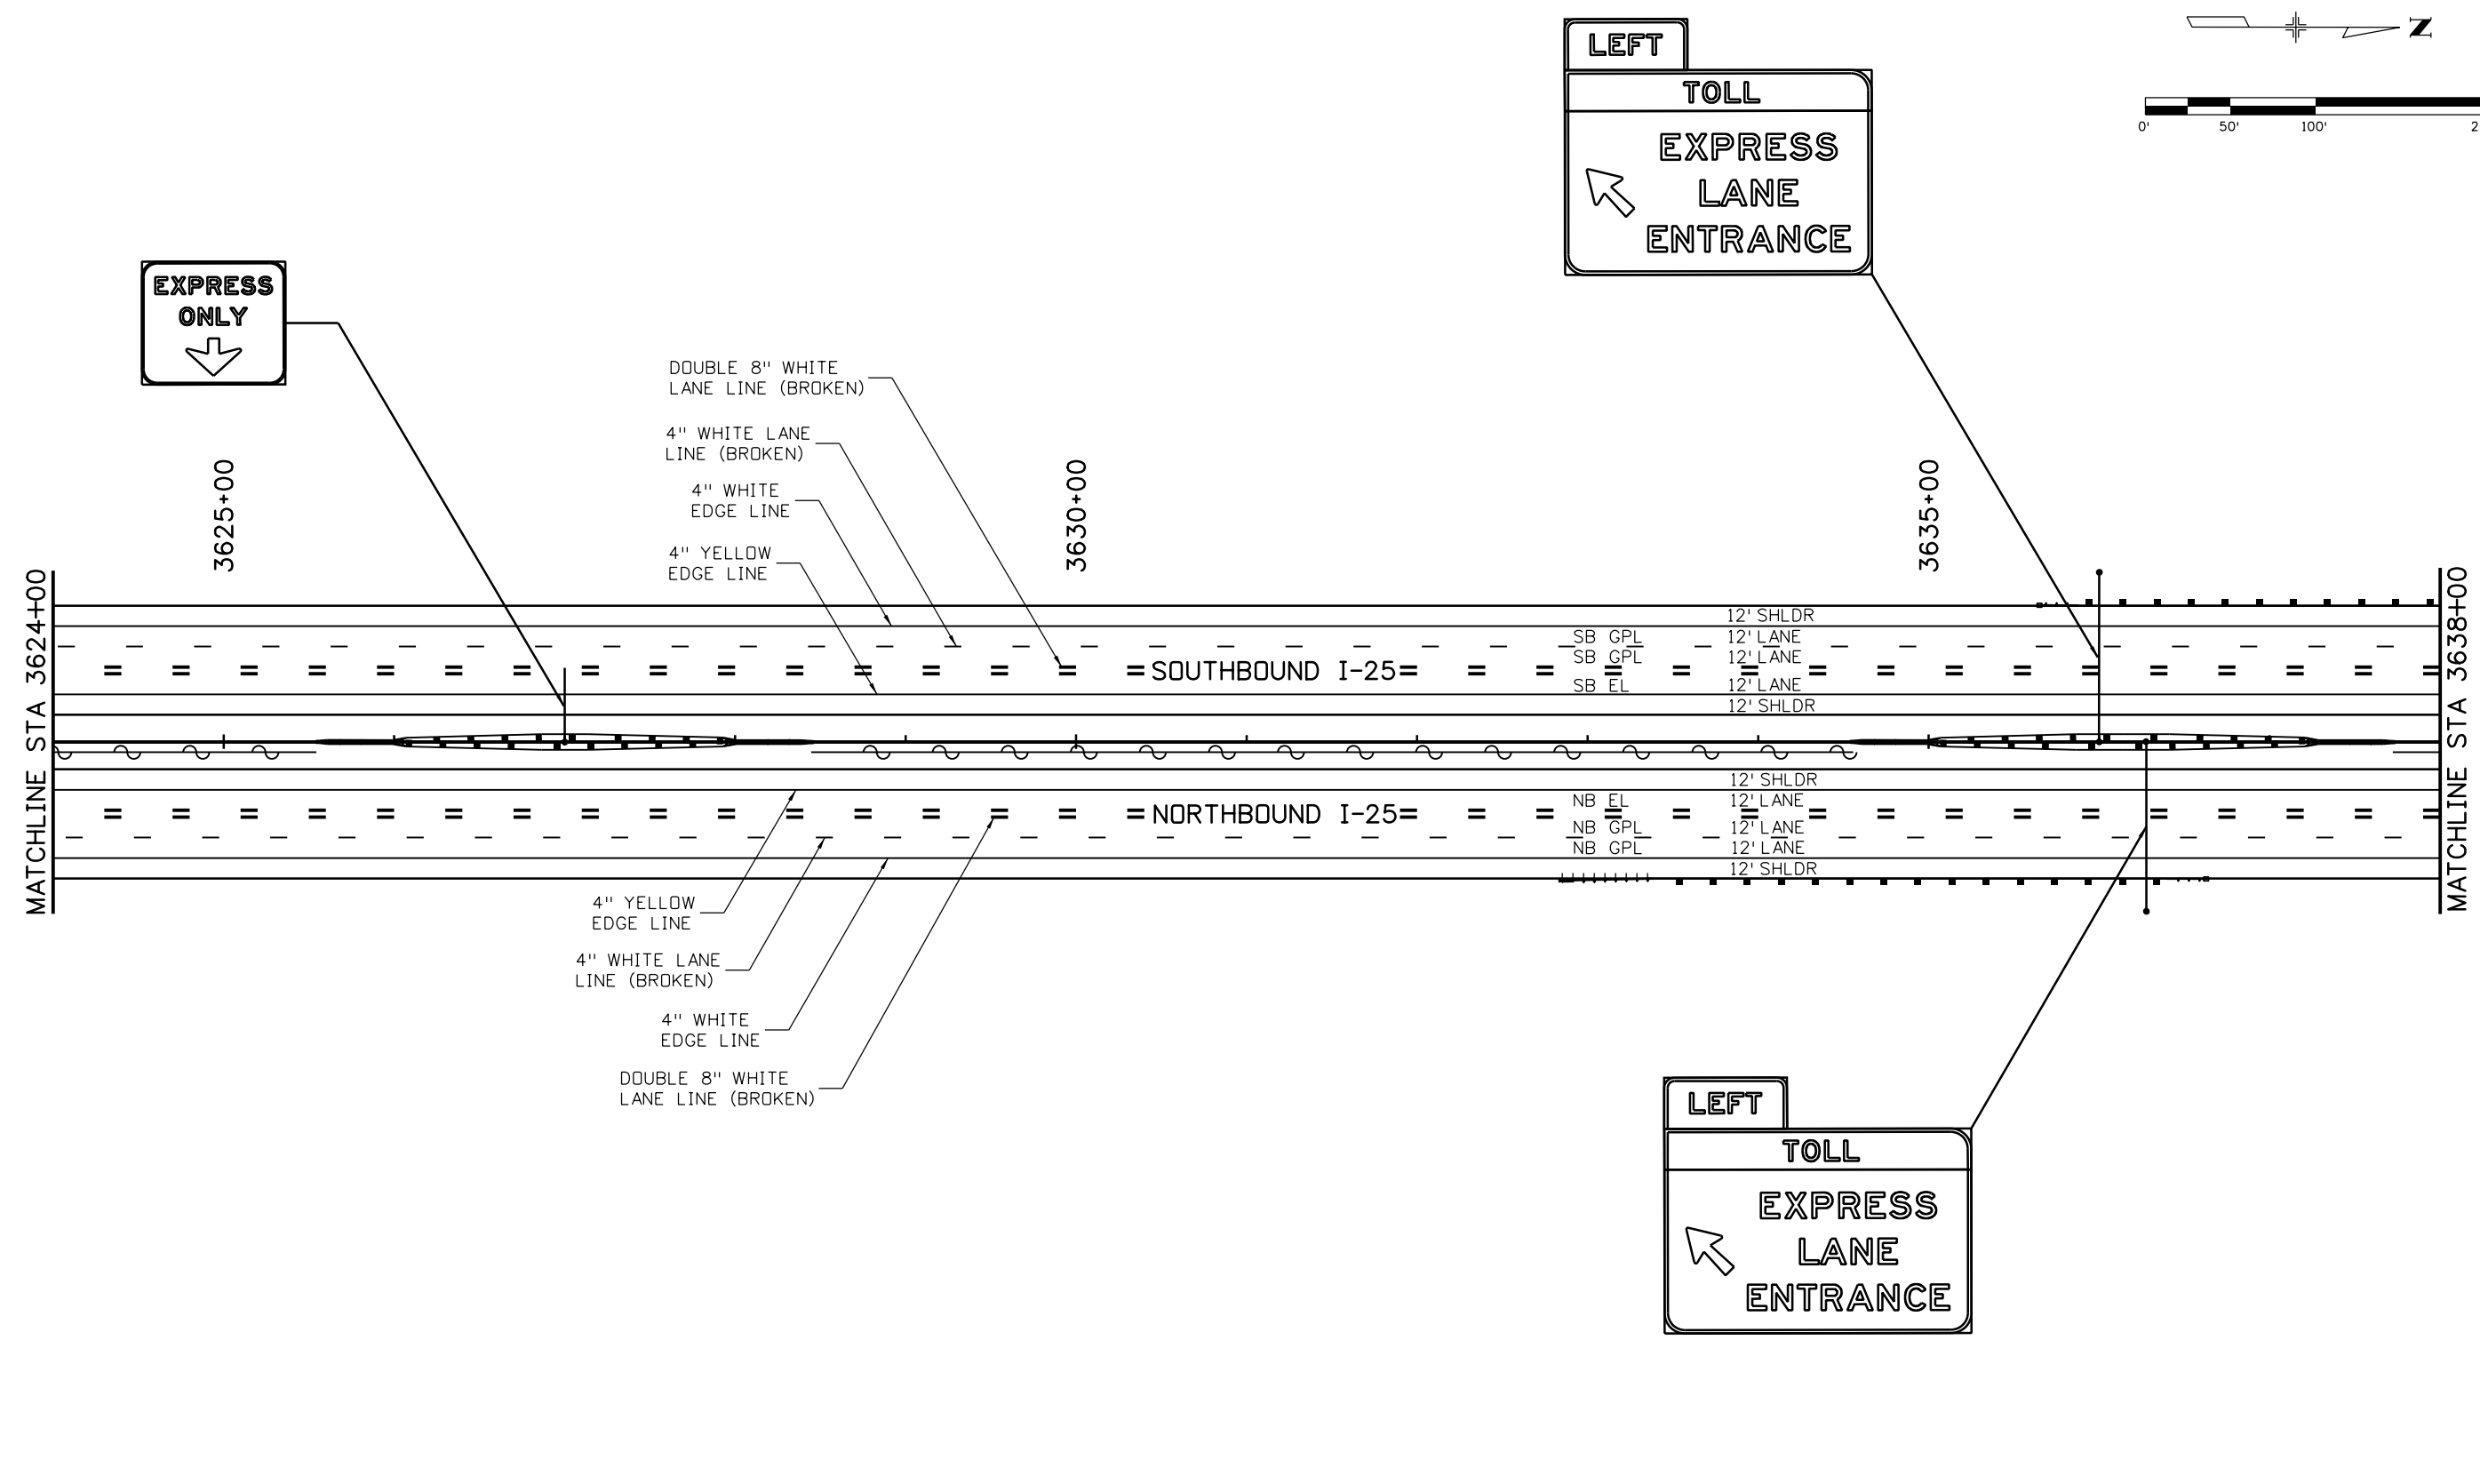 LEFT
TOLL
EXPRESS
LANE
ENTRANCE
N
0' 50' 100' 2
EXPRESS
ONLY
DOUBLE 8" WHITE
LANE LINE (BROKEN)
4" WHITE LANE
LINE (BROKEN)
4" WHITE
EDGE LINE
4" YELLOW
EDGE LINE
3625+00
3630+00
3635+00
MATCHLINE STA 3624+00
MATCHLINE STA 3638+00
12' SHLDR
SB GPL 12' LANE
SB GPL 12' LANE
SOUTHBOUND I-25
SB EL 12' LANE
12' SHLDR
12' SHLDR
NB EL 12' LANE
NORTHBOUND I-25
NB GPL 12' LANE
NB GPL 12' LANE
12' SHLDR
4" YELLOW
EDGE LINE
4" WHITE LANE
LINE (BROKEN)
4" WHITE
EDGE LINE
DOUBLE 8" WHITE
LANE LINE (BROKEN)
LEFT
TOLL
EXPRESS
LANE
ENTRANCE